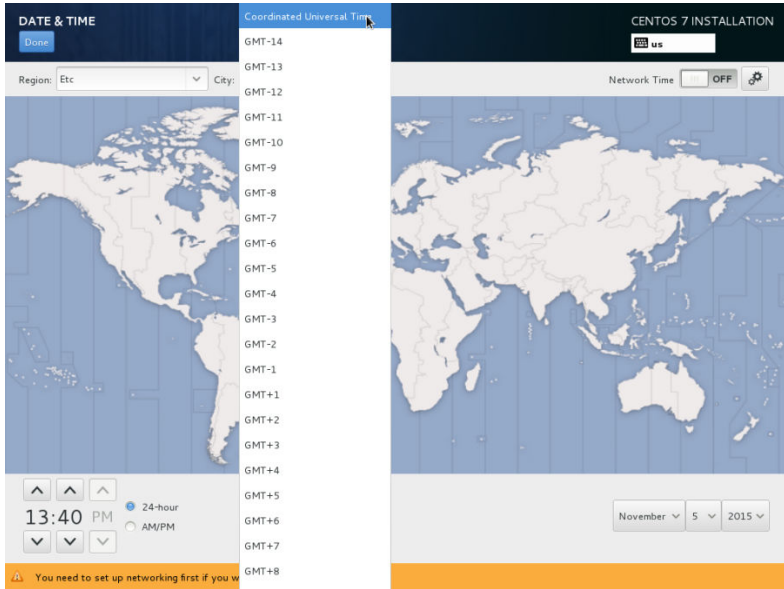 DATE & TIME
CENTOS 7 INSTALLATION
Done
us
Region: Etc City:
Network Time OFF
Coordinated Universal Time
GMT-14
GMT-13
GMT-12
GMT-11
GMT-10
GMT-9
GMT-8
GMT-7
GMT-6
GMT-5
GMT-4
GMT-3
GMT-2
GMT-1
GMT+1
GMT+2
GMT+3
GMT+4
GMT+5
GMT+6
GMT+7
GMT+8
13:40 PM
24-hour
AM/PM
November 5 2015
You need to set up networking first if you w